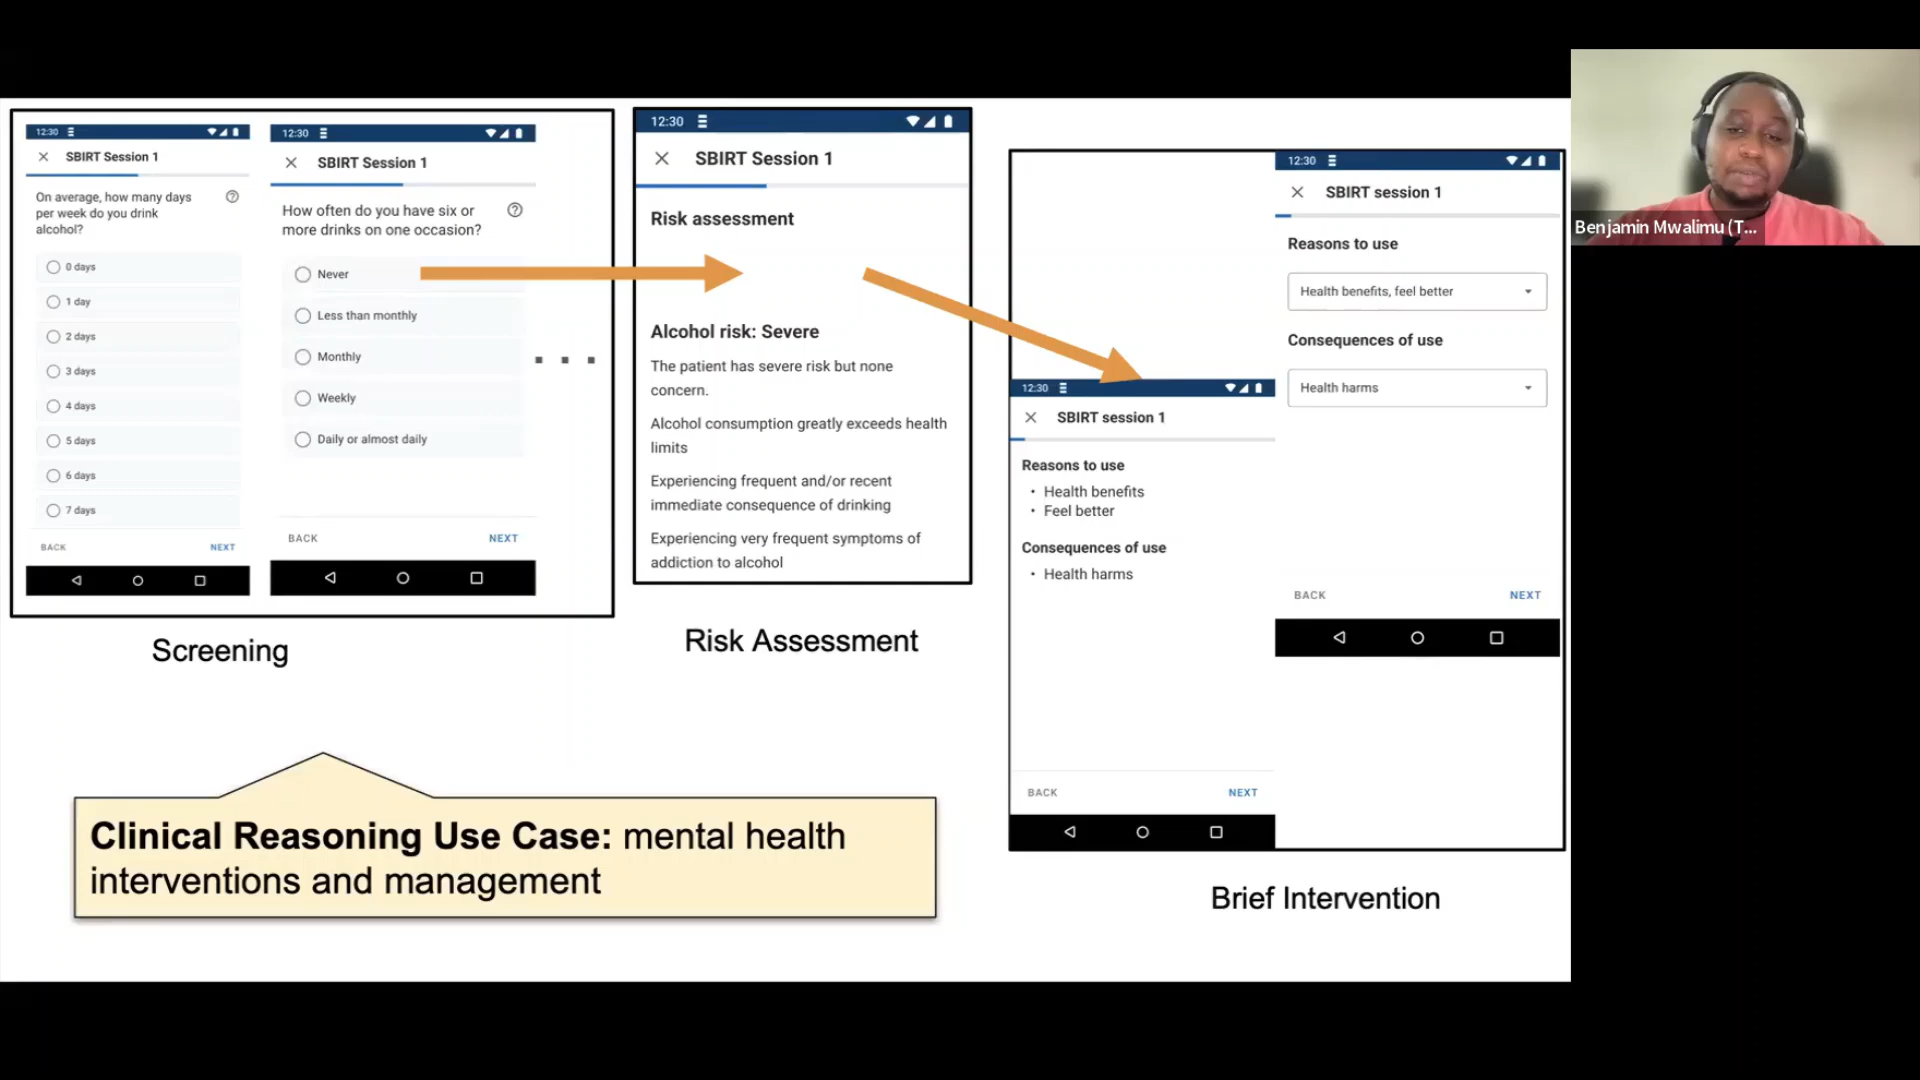 12:30
SBIRT Session 1
On average, how many days
per week do you drink
alcohol?
0 days
1 day
2 days
3 days
4 days
5 days
6 days
7 days
BACK NEXT
12:30
SBIRT Session 1
How often do you have six or
more drinks on one occasion?
Never
Less than monthly
Monthly
Weekly
Daily or almost daily
BACK NEXT
Screening
12:30
SBIRT Session 1
Risk assessment
Alcohol risk: Severe
The patient has severe risk but none
concern.
Alcohol consumption greatly exceeds health
limits
Experiencing frequent and/or recent
immediate consequence of drinking
Experiencing very frequent symptoms of
addiction to alcohol
Risk Assessment
12:30
SBIRT session 1
Reasons to use
• Health benefits
• Feel better
Consequences of use
• Health harms
BACK NEXT
12:30
SBIRT session 1
Reasons to use
Health benefits, feel better
Consequences of use
Health harms
BACK NEXT
Brief Intervention
Clinical Reasoning Use Case: mental health
interventions and management
Benjamin Mwalimu (T...